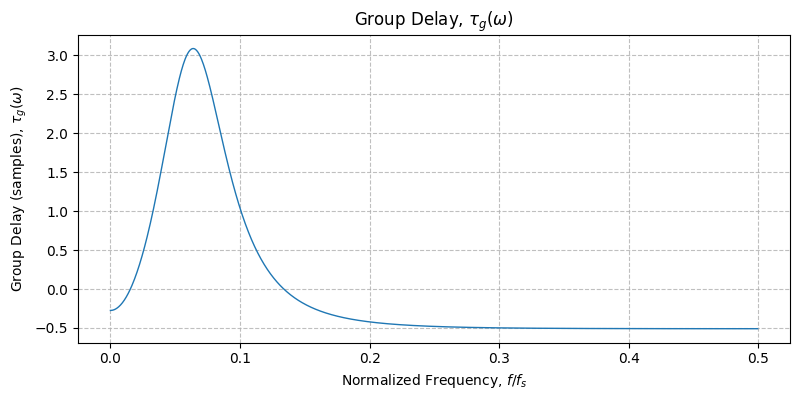 Group Delay, τg(ω)
Group Delay (samples), τg(ω)
3.0
2.5
2.0
1.5
1.0
0.5
0.0
−0.5
0.0 0.1 0.2 0.3 0.4 0.5
Normalized Frequency, f/fs